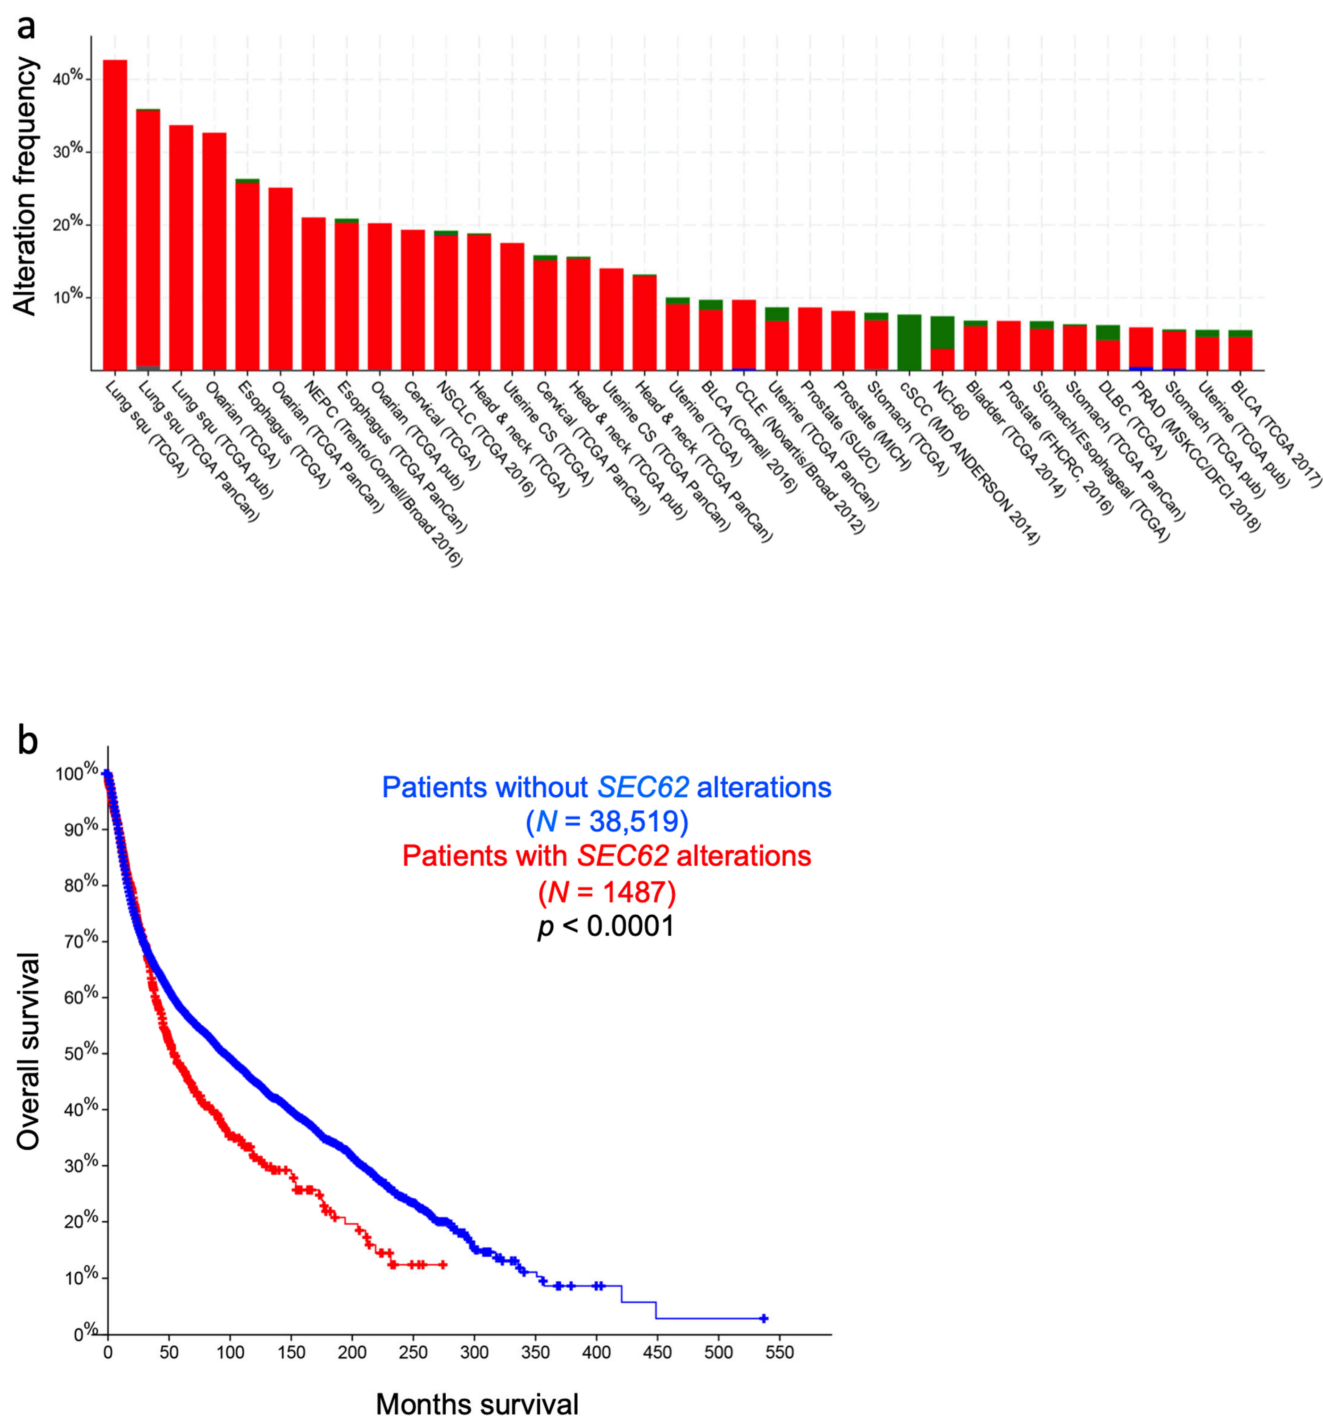 a
Alteration frequency
40%
30%
20%
10%
Lung squ (TCGA)
Lung squ (TCGA PanCan)
Lung squ (TCGA pub)
Ovarian (TCGA)
Esophagus (TCGA)
Ovarian (TCGA PanCan)
NEPC (Trento/Cornell/Broad 2016)
Esophagus (TCGA PanCan)
Ovarian (TCGA pub)
Cervical (TCGA)
NSCLC (TCGA 2016)
Head & neck (TCGA)
Uterine CS (TCGA)
Cervical (TCGA PanCan)
Head & neck (TCGA pub)
Uterine CS (TCGA PanCan)
Head & neck (TCGA PanCan)
Uterine (TCGA)
BLCA (Cornell 2016)
CCLE (Novartis/Broad 2012)
Uterine (TCGA PanCan)
Prostate (SU2C)
Prostate (MICH)
Stomach (TCGA)
cSCC (MD ANDERSON 2014)
NCI-60
Bladder (TCGA 2014)
Prostate (FHCRC, 2016)
Stomach/Esophageal (TCGA)
Stomach (TCGA PanCan)
DLBC (TCGA)
PRAD (MSKCC/DFCI 2018)
Stomach (TCGA pub)
Uterine (TCGA pub)
BLCA (TCGA 2017)
b
Patients without SEC62 alterations
(N = 38,519)
Patients with SEC62 alterations
(N = 1487)
p < 0.0001
Overall survival
100%
90%
80%
70%
60%
50%
40%
30%
20%
10%
0%
0 50 100 150 200 250 300 350 400 450 500 550
Months survival